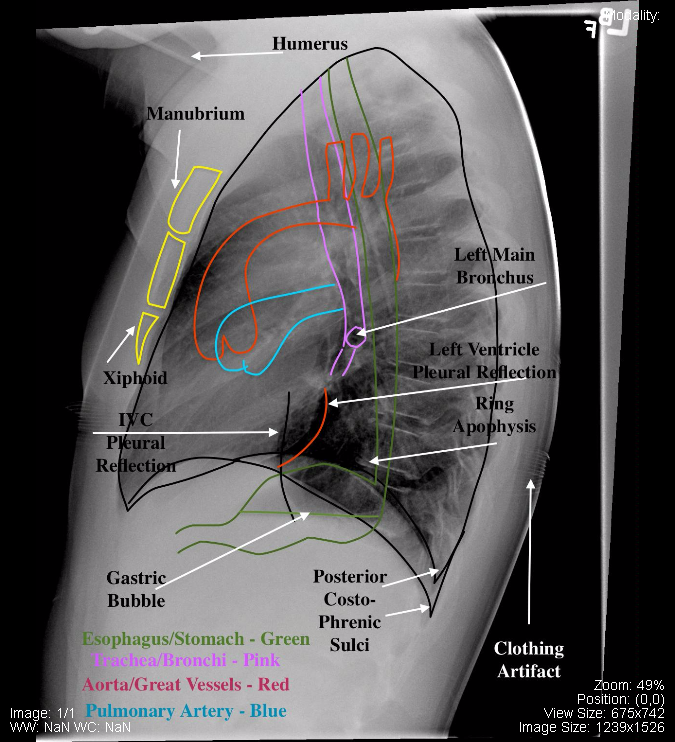 Modality:
LE
Humerus
Manubrium
Left Main
Bronchus
Left Ventricle
Pleural Reflection
Xiphoid
Ring
Apophysis
IVC
Pleural
Reflection
Gastric
Bubble
Posterior
Costo-
Phrenic
Sulci
Esophagus/Stomach - Green
Trachea/Bronchi - Pink
Aorta/Great Vessels - Red
Pulmonary Artery - Blue
Clothing
Artifact
Image: 1/1
WW: NaN WC: NaN
Zoom: 49%
Position: (0,0)
View Size: 675x742
Image Size: 1239x1526